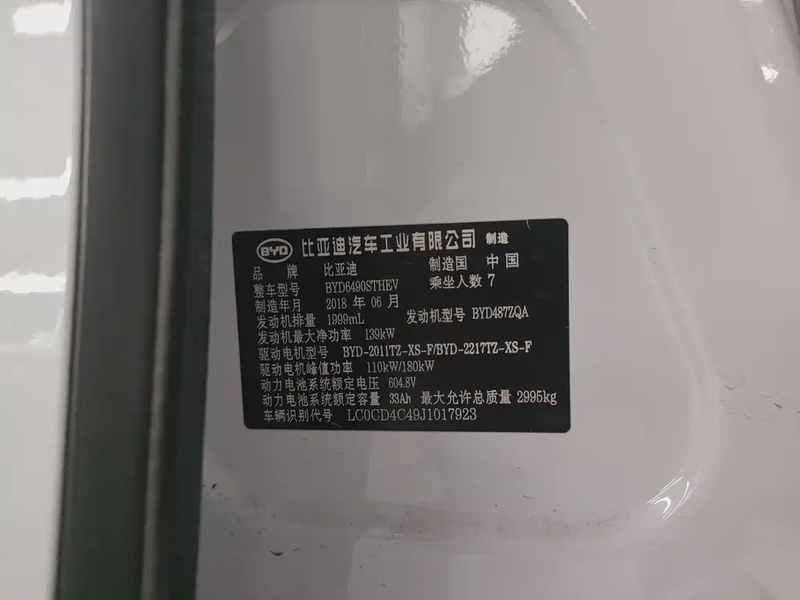 BYD 比亚迪汽车工业有限公司 制造
品 牌 比亚迪 制造国 中国
整车型号 BYD6490STHEV 乘坐人数 7
制造年月 2018 年 06 月
发动机排量 1999mL 发动机型号 BYD487ZQA
发动机最大净功率 139kW
驱动电机型号 BYD-2011TZ-XS-F/BYD-2217TZ-XS-F
驱动电机峰值功率 110kW/180kW
动力电池系统额定电压 604.8V
动力电池系统额定容量 33Ah 最大允许总质量 2995kg
车辆识别代号 LC0CD4C49J1017923